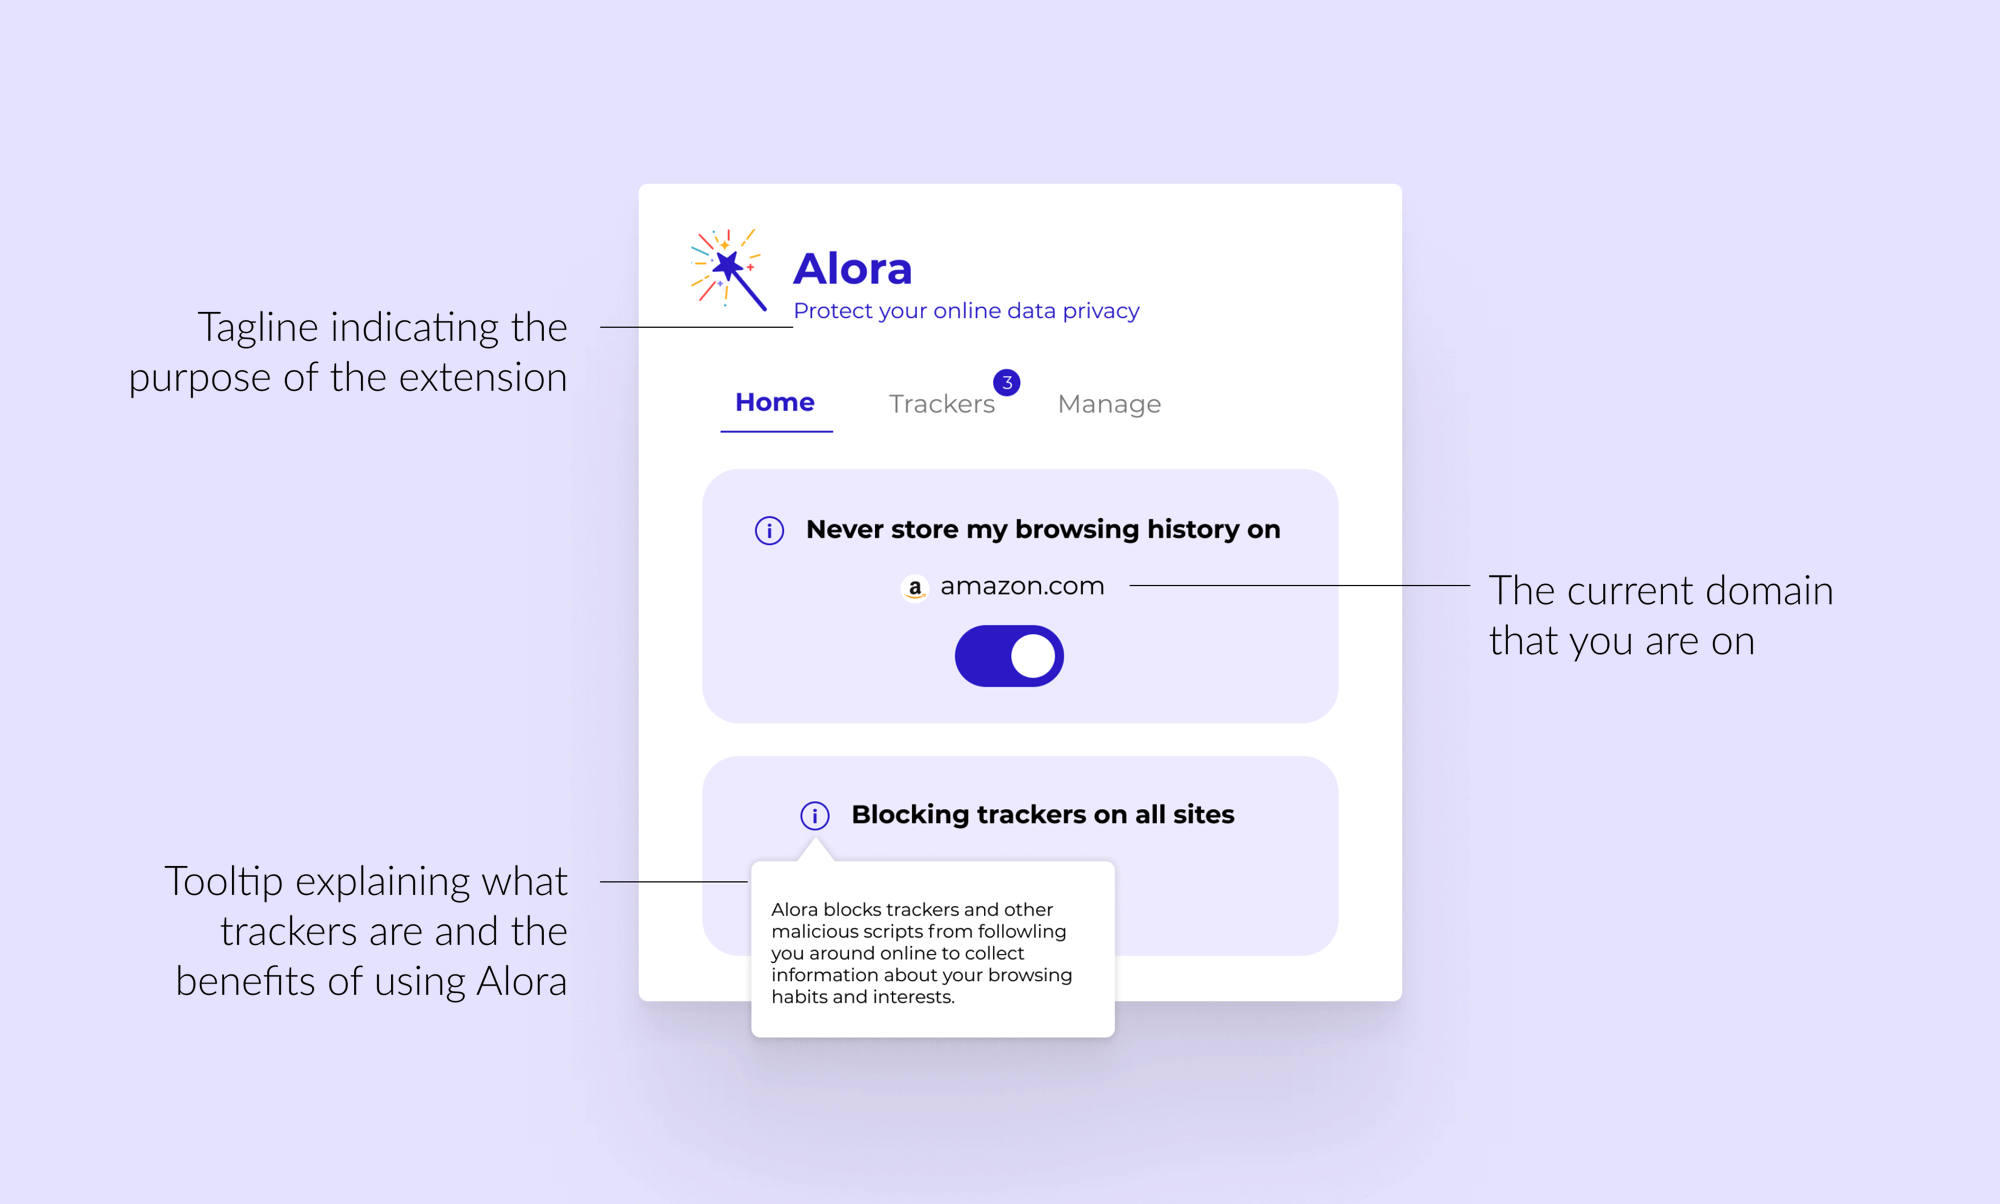 Alora
Protect your online data privacy
Tagline indicating the
purpose of the extension
Home
Trackers
3
Manage
Never store my browsing history on
a
amazon.com
The current domain
that you are on
Blocking trackers on all sites
Tooltip explaining what
trackers are and the
benefits of using Alora
Alora blocks trackers and other
malicious scripts from followling
you around online to collect
information about your browsing
habits and interests.